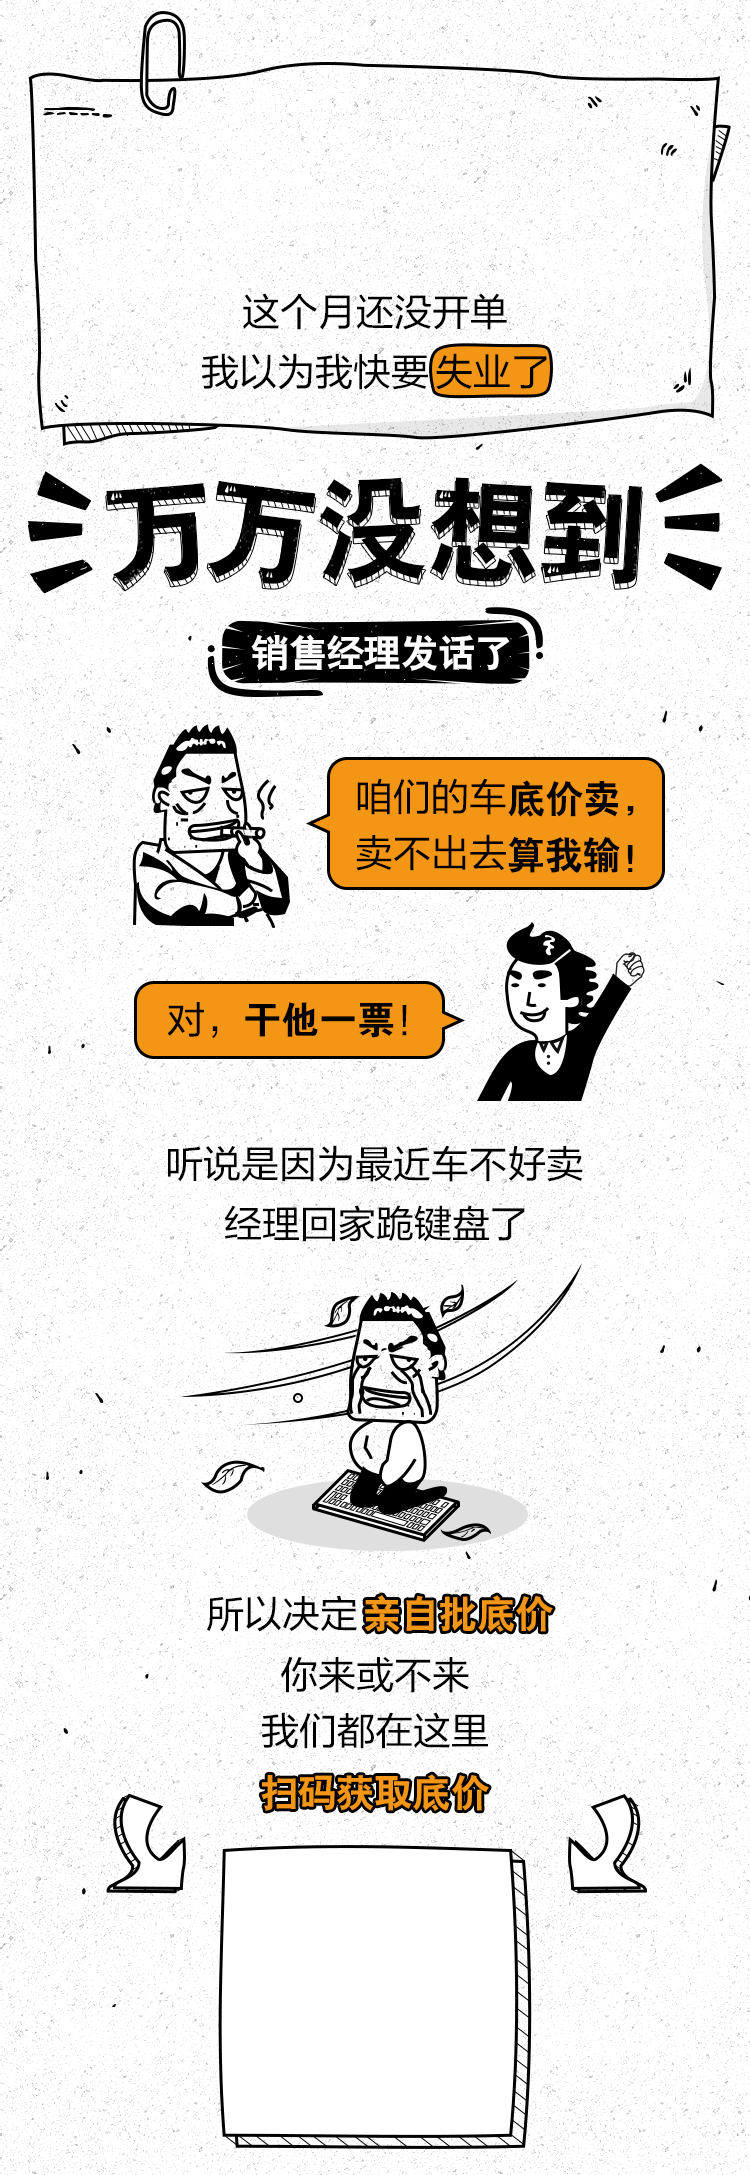 这个月还没开单
我以为我快要失业了
万万没想到
销售经理发话了
咱们的车底价卖，
卖不出去算我输！
对，干他一票！
听说是因为最近车不好卖
经理回家跪键盘了
所以决定亲自批底价
你来或不来
我们都在这里
扫码获取底价